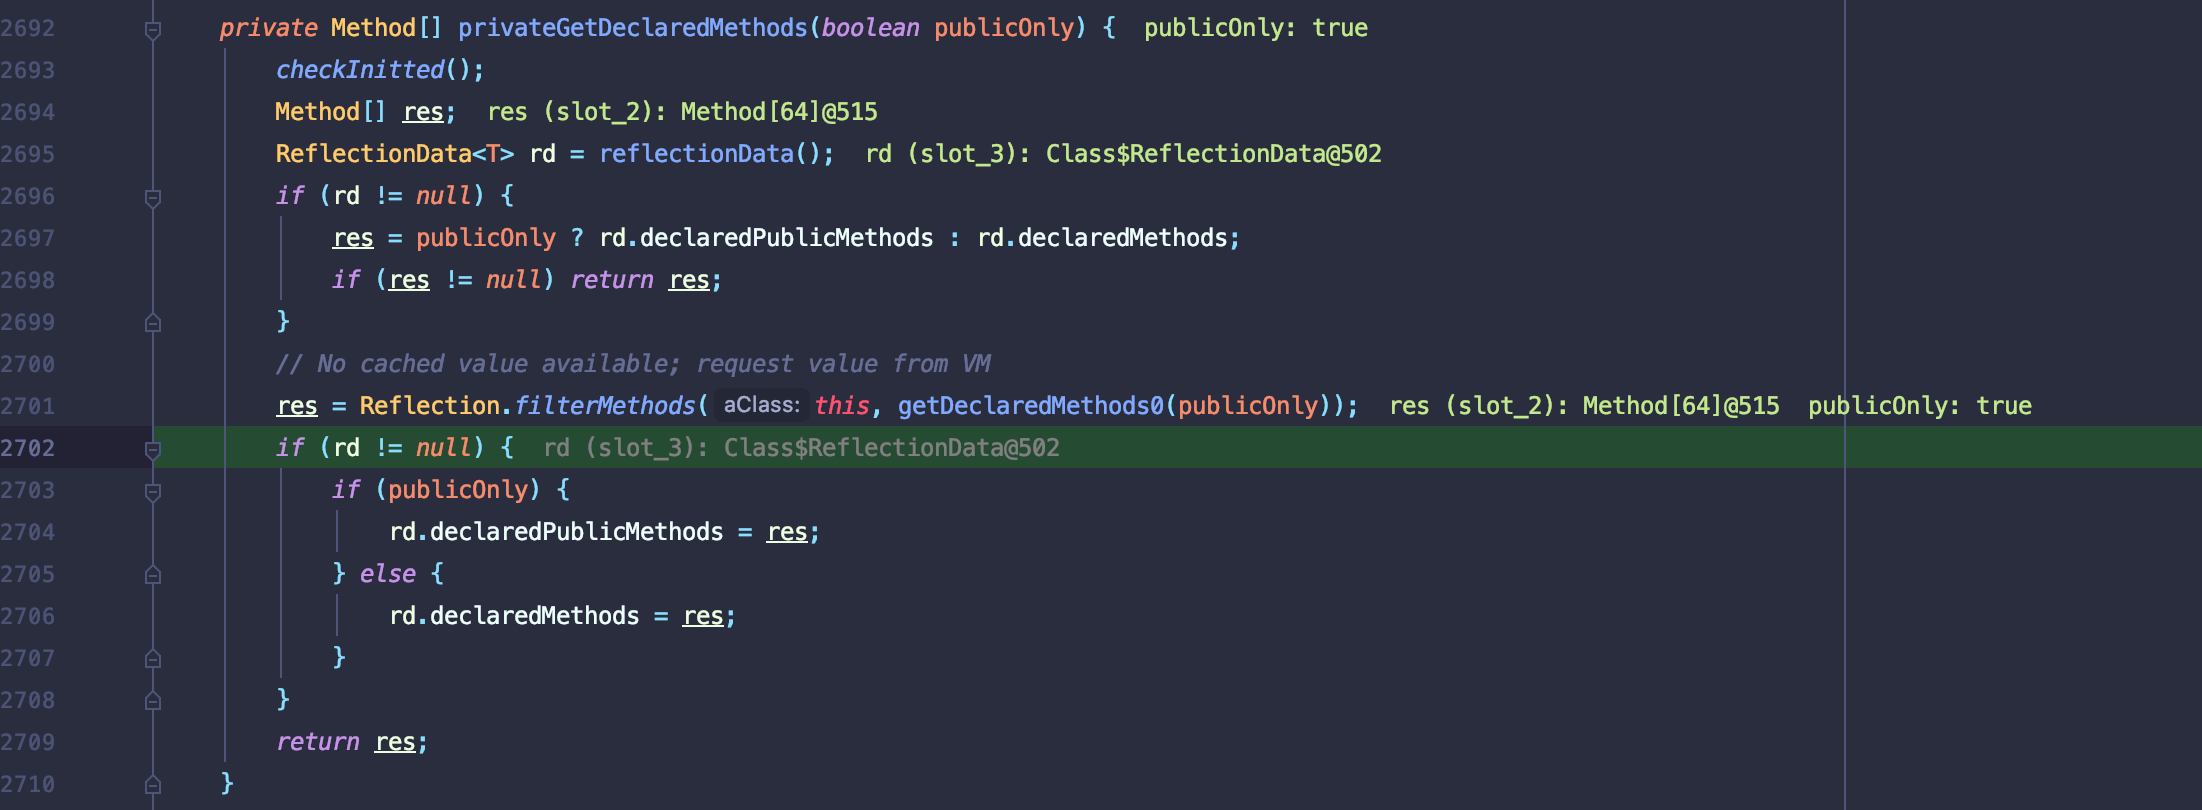 2692 private Method[] privateGetDeclaredMethods(boolean publicOnly) { publicOnly: true
2693 checkInitted();
2694 Method[] res; res (slot_2): Method[64]@515
2695 ReflectionData<T> rd = reflectionData(); rd (slot_3): Class$ReflectionData@502
2696 if (rd != null) {
2697 res = publicOnly ? rd.declaredPublicMethods : rd.declaredMethods;
2698 if (res != null) return res;
2699 }
2700 // No cached value available; request value from VM
2701 res = Reflection.filterMethods( aClass: this, getDeclaredMethods0(publicOnly)); res (slot_2): Method[64]@515 publicOnly: true
2702 if (rd != null) { rd (slot_3): Class$ReflectionData@502
2703 if (publicOnly) {
2704 rd.declaredPublicMethods = res;
2705 } else {
2706 rd.declaredMethods = res;
2707 }
2708 }
2709 return res;
2710 }